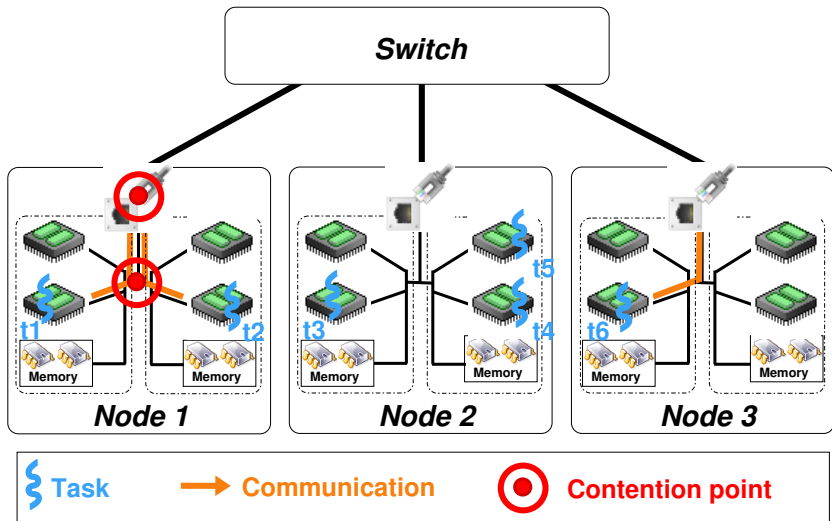 Switch
t5
t1
t2
t3
t4
t6
Memory
Memory
Memory
Memory
Memory
Memory
Node 1
Node 2
Node 3
Task
Communication
Contention point